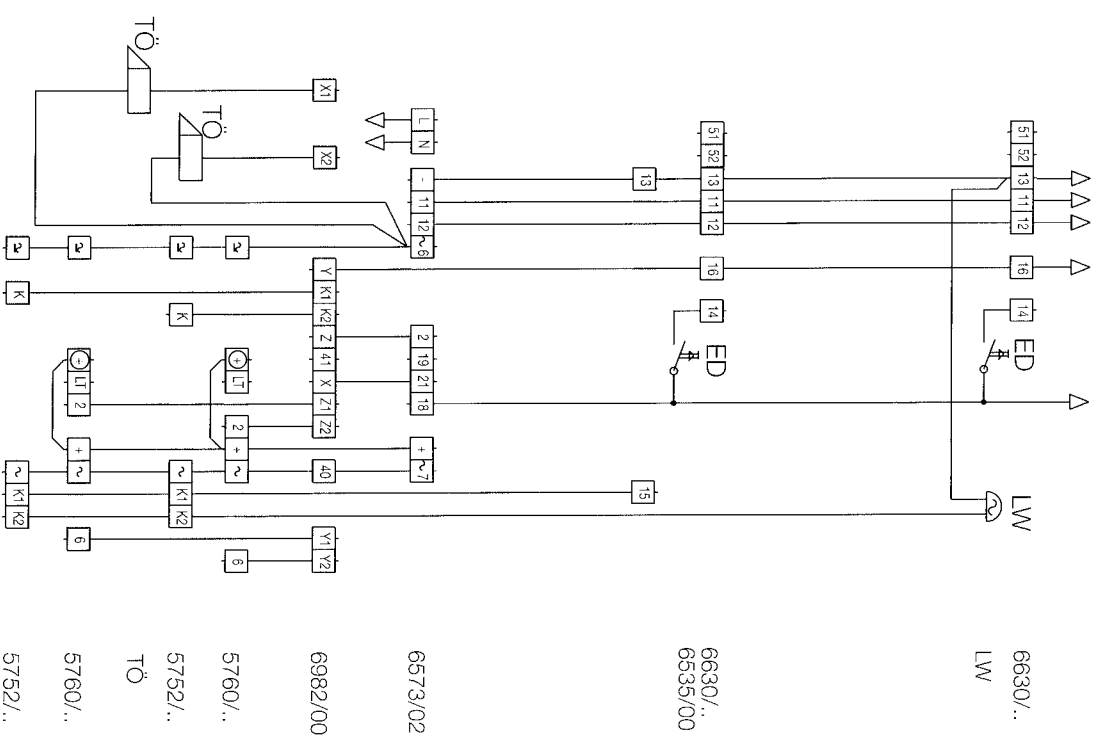 51 52 13 11 12 16 14 ED LW 6630/..
LW
51 52 13 11 12 16 14 ED 6630/..
6535/00
13 15
L N - 11 12 ~6 2 19 21 18 + ~7 6573/02
X1 X2 Y K1 K2 Z 41 X Z1 Z2 40 Y1 Y2 6982/00
+ LT 2 + ~ 6 5760/..
TÖ
K ~ K1 K2 5752/..
TÖ TÖ
+ LT 2 + ~ 6 5760/..
K ~ K1 K2 5752/..